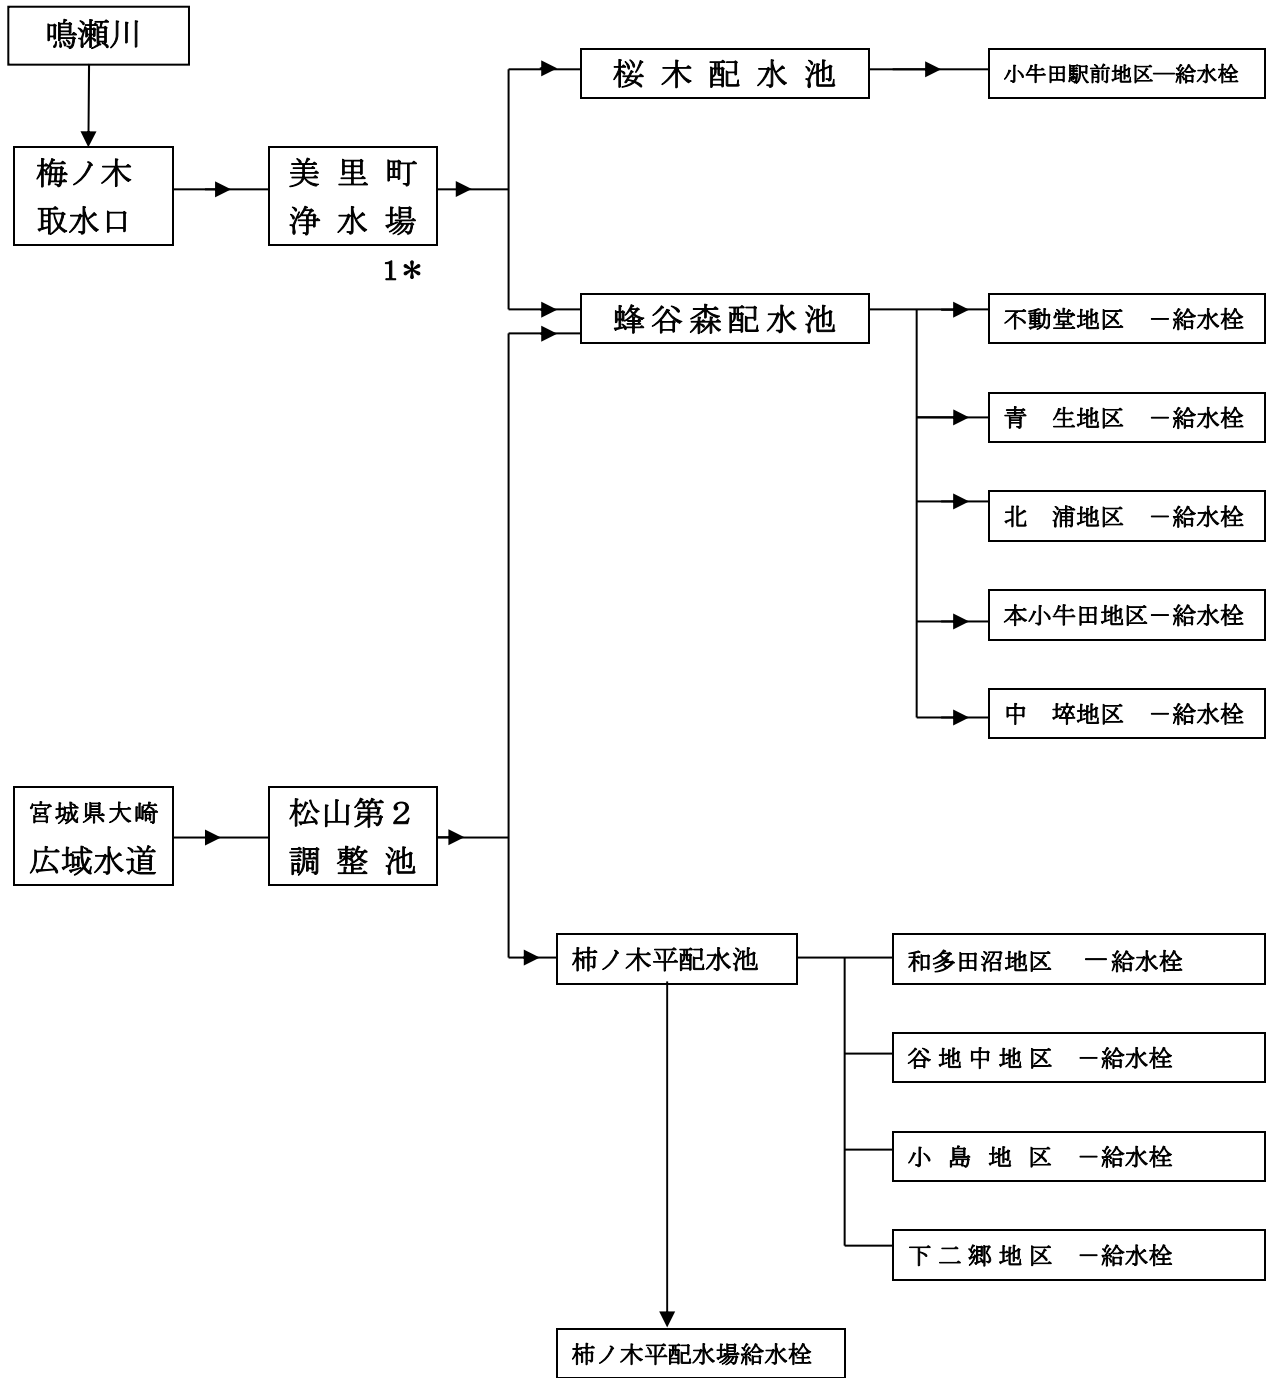 鳴瀬川
梅ノ木
取水口
美里町
浄水場
1＊
桜木配水池
小牛田駅前地区―給水栓
蜂谷森配水池
不動堂地区　－給水栓
青　生地区　－給水栓
北　浦地区　－給水栓
本小牛田地区－給水栓
中　埣地区　－給水栓
宮城県大崎
広域水道
松山第２
調整池
柿ノ木平配水池
和多田沼地区　－給水栓
谷地中地区　－給水栓
小島地区　－給水栓
下二郷地区　－給水栓
柿ノ木平配水場給水栓